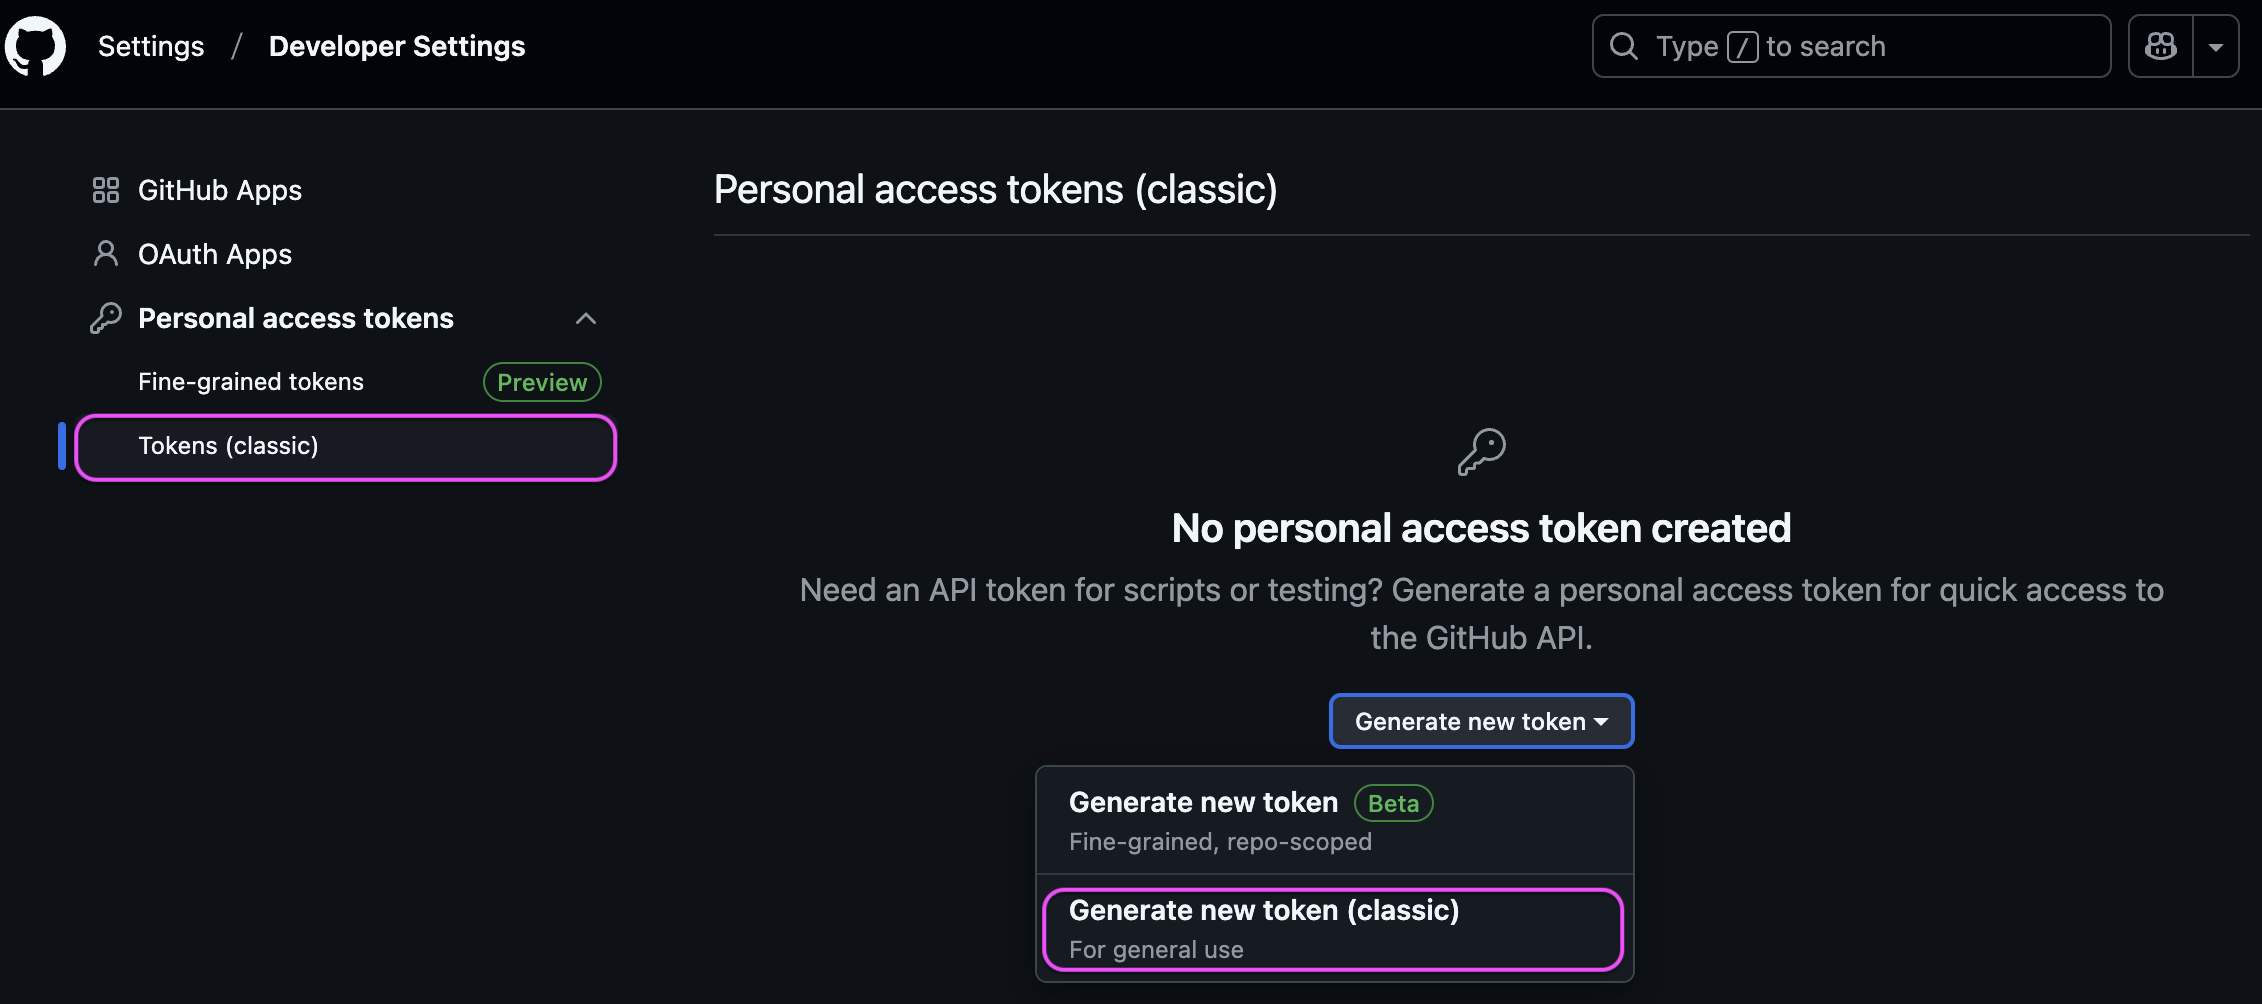 Settings / Developer Settings
Type / to search
GitHub Apps
OAuth Apps
Personal access tokens
Fine-grained tokens Preview
Tokens (classic)
Personal access tokens (classic)
No personal access token created
Need an API token for scripts or testing? Generate a personal access token for quick access to
the GitHub API.
Generate new token
Generate new token Beta
Fine-grained, repo-scoped
Generate new token (classic)
For general use